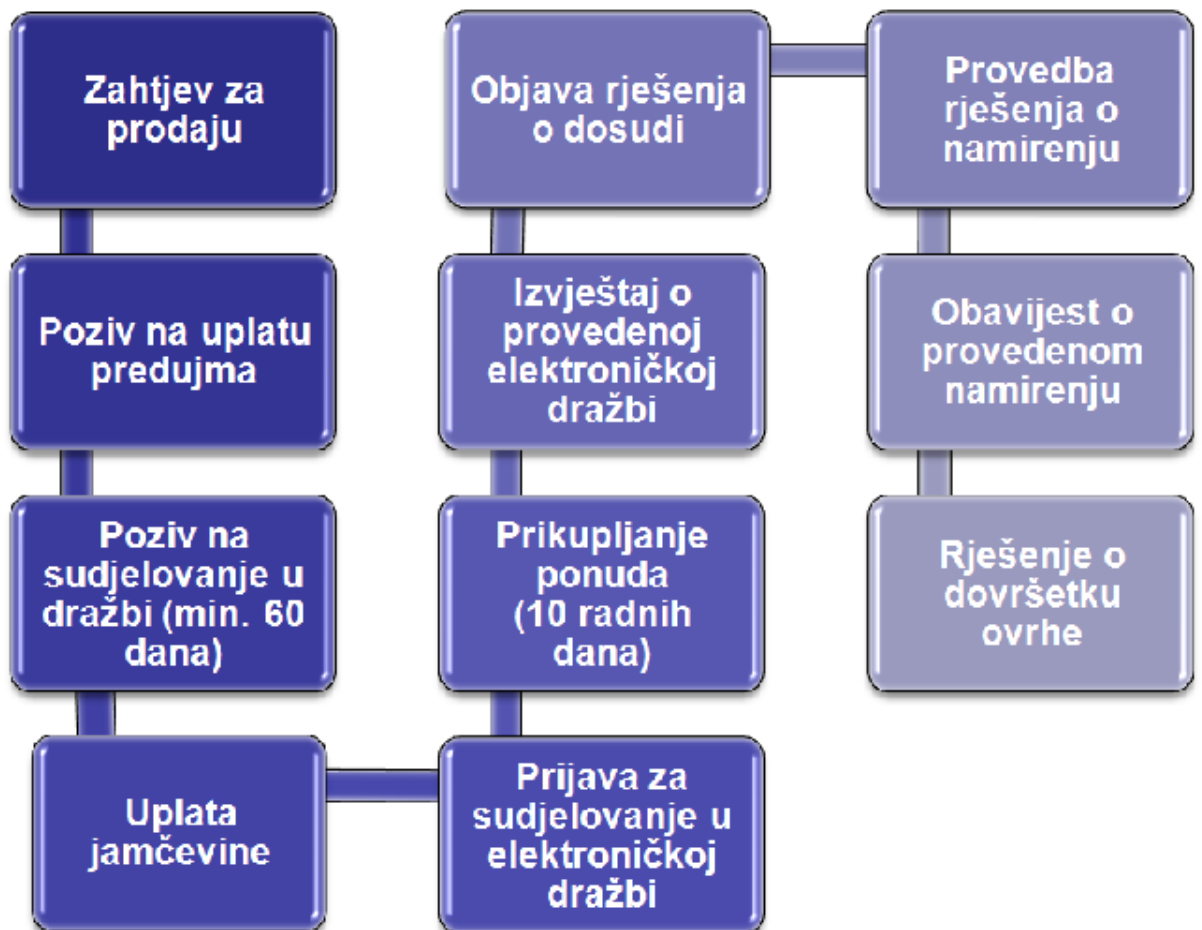 Zahtjev za
prodaju
Poziv na uplatu
predujma
Poziv na
sudjelovanje u
dražbi (min. 60
dana)
Uplata
jamčevine
Prijava za
sudjelovanje u
elektroničkoj
dražbi
Prikupljanje
ponuda
(10 radnih
dana)
Izvještaj o
provedenoj
elektroničkoj
dražbi
Objava rješenja
o dosudi
Provedba
rješenja o
namirenju
Obavijest o
provedenom
namirenju
Rješenje o
dovršetku
ovrhe